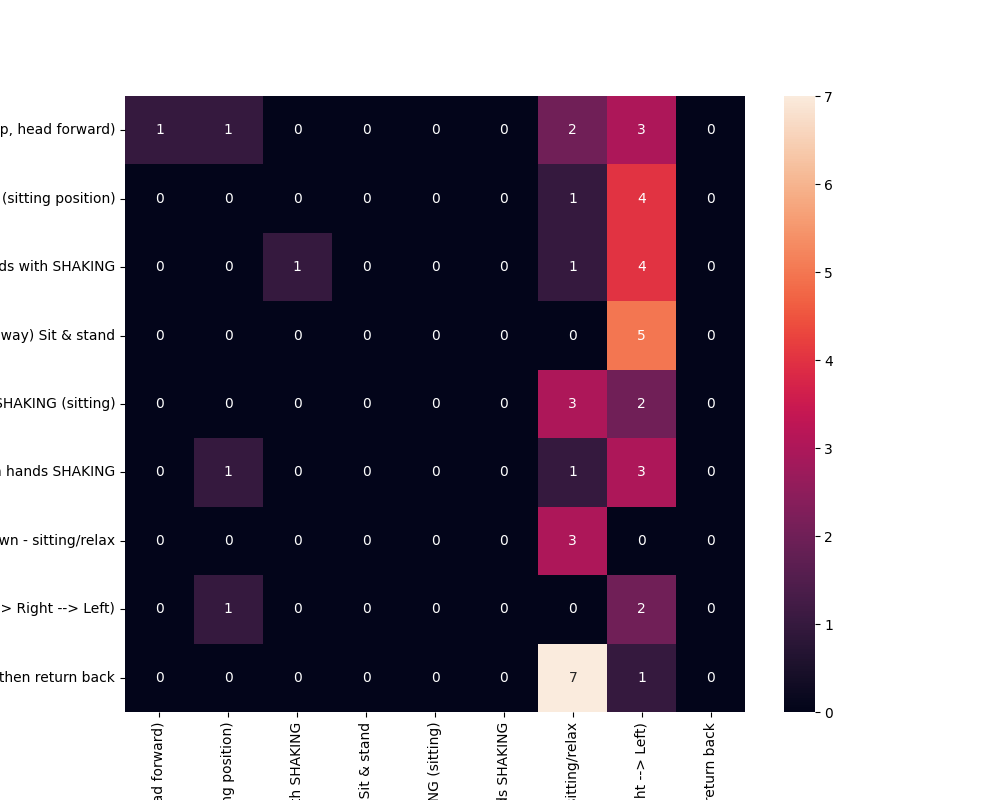 p, head forward) 1 1 0 0 0 0 2 3 0
(sitting position) 0 0 0 0 0 0 1 4 0
ds with SHAKING 0 0 1 0 0 0 1 4 0
way) Sit & stand 0 0 0 0 0 0 0 5 0
SHAKING (sitting) 0 0 0 0 0 0 3 2 0
hands SHAKING 0 1 0 0 0 0 1 3 0
wn - sitting/relax 0 0 0 0 0 0 3 0 0
> Right --> Left) 0 1 0 0 0 0 0 2 0
then return back 0 0 0 0 0 0 7 1 0
ad forward)
ng position)
th SHAKING
Sit & stand
NG (sitting)
ds SHAKING
sitting/relax
ht --> Left)
return back
7
6
5
4
3
2
1
0